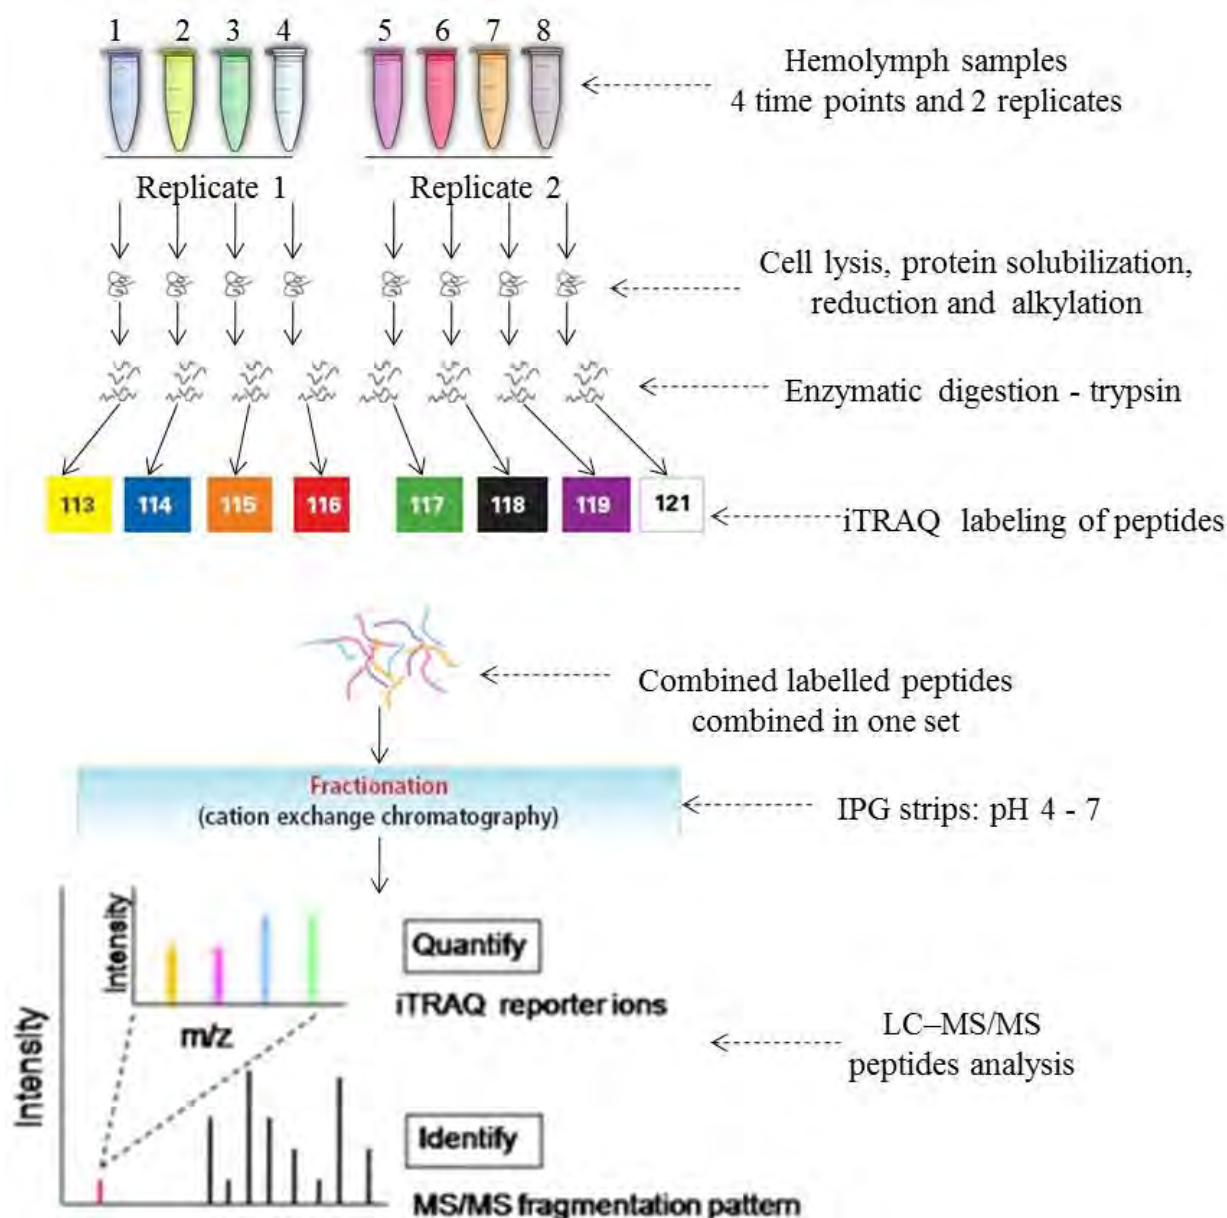 1 2 3 4 5 6 7 8
Hemolymph samples
4 time points and 2 replicates
Replicate 1 Replicate 2
Cell lysis, protein solubilization,
reduction and alkylation
Enzymatic digestion - trypsin
113 114 115 116 117 118 119 121
iTRAQ labeling of peptides
Combined labelled peptides
combined in one set
Fractionation
(cation exchange chromatography)
IPG strips: pH 4 - 7
Intensity
Intensity
m/z
Quantify
iTRAQ reporter ions
LC–MS/MS
peptides analysis
Identify
MS/MS fragmentation pattern